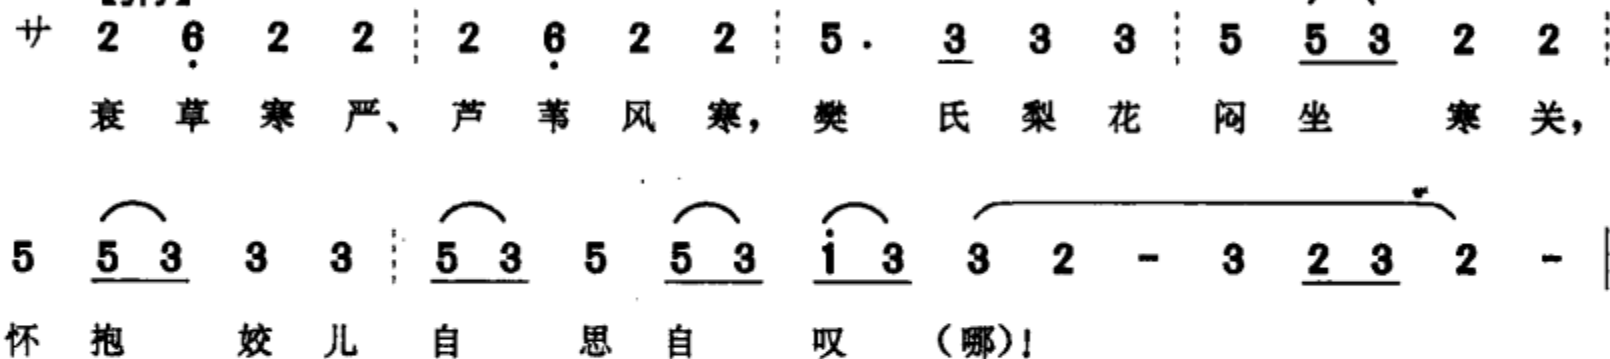 サ 2 6̣ 2 2 ┊ 2 6̣ 2 2 ┊ 5. 3 3 3 ┊ 5 5 3 2 2 ┊
衰草寒严、芦苇风寒，樊氏梨花闷坐寒关，
5 5 3 3 3 ┊ 5 3 5 5 3 i 3 3 2 - 3 2 3 2 - |
怀抱姣儿自思自叹（哪）！